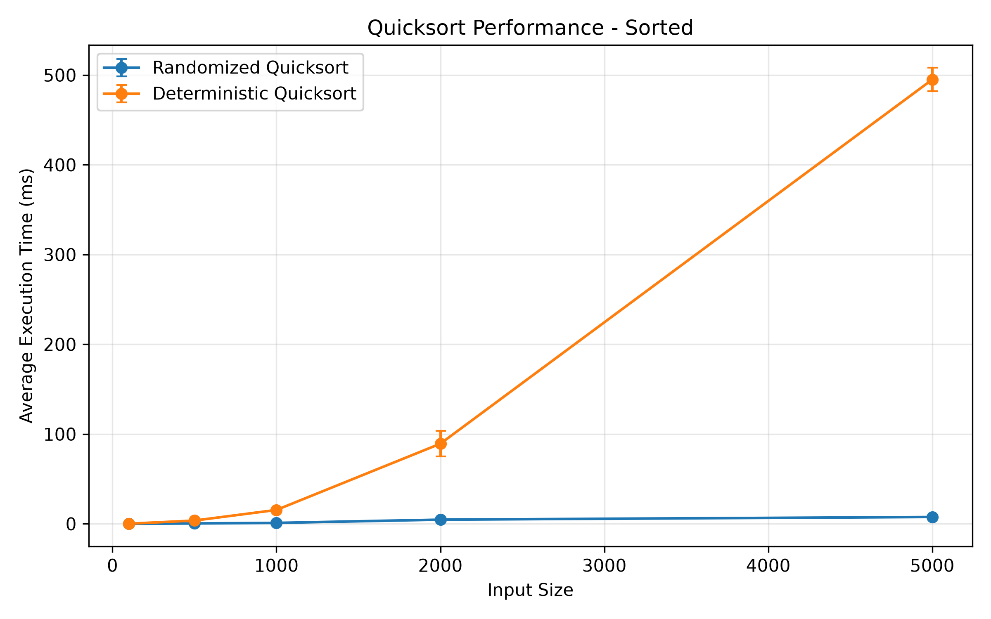 Quicksort Performance - Sorted
Randomized Quicksort
Deterministic Quicksort
Average Execution Time (ms)
500
400
300
200
100
0
0 1000 2000 3000 4000 5000
Input Size